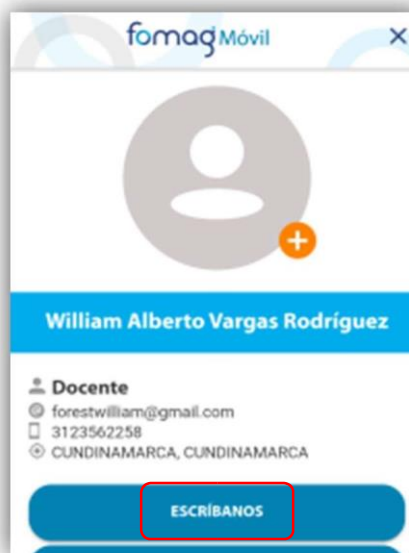 fomag Móvil
William Alberto Vargas Rodríguez
Docente
forestwilliam@gmail.com
3123562258
CUNDINAMARCA, CUNDINAMARCA
ESCRÍBANOS